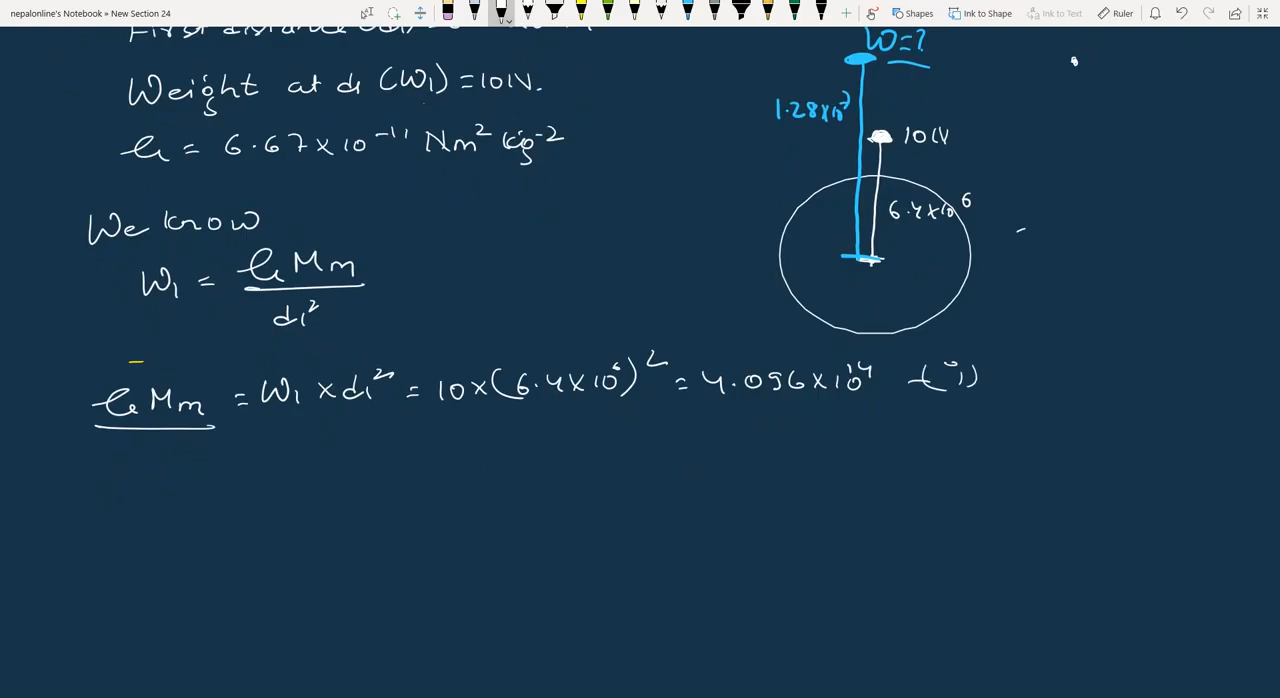 nepalonline's Notebook » New Section 24
Shapes
Ink to Shape
Ink to Text
Ruler
First distance
Weight at d₁ (W₁) = 10N.
G = 6.67×10⁻¹¹ Nm² kg⁻²
We know
W₁ = GMm / d₁²
GMm = W₁ × d₁² = 10×(6.4×10⁶)² = 4.096×10¹⁴ (i)
W=?
1.28×10⁷
10N
6.4×10⁶